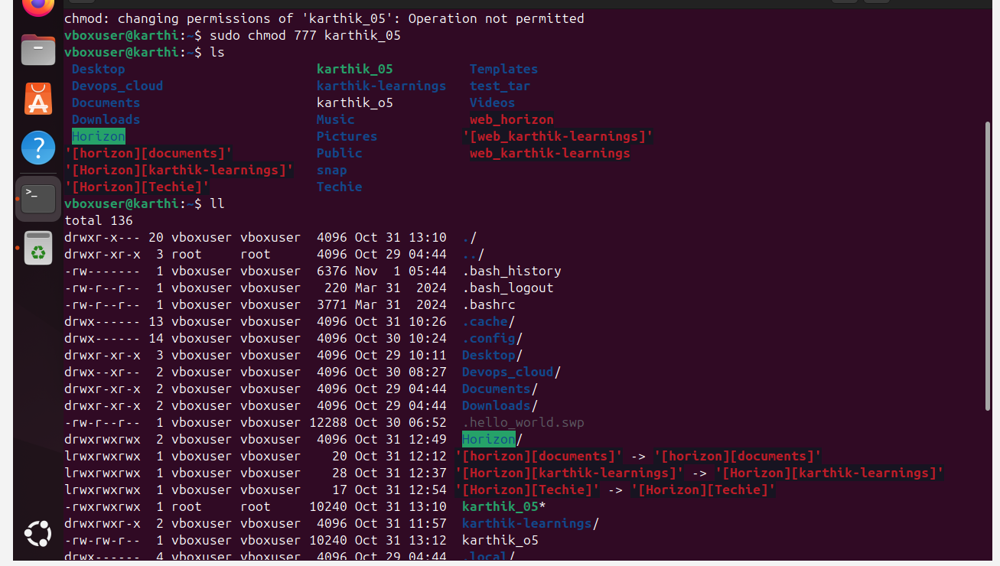 chmod: changing permissions of 'karthik_05': Operation not permitted
vboxuser@karthi:~$ sudo chmod 777 karthik_05
vboxuser@karthi:~$ ls
Desktop karthik_05 Templates
Devops_cloud karthik-learnings test_tar
Documents karthik_o5 Videos
Downloads Music web_horizon
Horizon Pictures '[web_karthik-learnings]'
'[horizon][documents]' Public web_karthik-learnings
'[Horizon][karthik-learnings]' snap
'[Horizon][Techie]' Techie
vboxuser@karthi:~$ ll
total 136
drwxr-x--- 20 vboxuser vboxuser 4096 Oct 31 13:10 ./
drwxr-xr-x 3 root root 4096 Oct 29 04:44 ../
-rw------- 1 vboxuser vboxuser 6376 Nov 1 05:44 .bash_history
-rw-r--r-- 1 vboxuser vboxuser 220 Mar 31 2024 .bash_logout
-rw-r--r-- 1 vboxuser vboxuser 3771 Mar 31 2024 .bashrc
drwx------ 13 vboxuser vboxuser 4096 Oct 31 10:26 .cache/
drwx------ 14 vboxuser vboxuser 4096 Oct 30 10:24 .config/
drwxr-xr-x 3 vboxuser vboxuser 4096 Oct 29 10:11 Desktop/
drwx--xr-- 2 vboxuser vboxuser 4096 Oct 30 08:27 Devops_cloud/
drwxr-xr-x 2 vboxuser vboxuser 4096 Oct 29 04:44 Documents/
drwxr-xr-x 2 vboxuser vboxuser 4096 Oct 29 04:44 Downloads/
-rw-r--r-- 1 vboxuser vboxuser 12288 Oct 30 06:52 .hello_world.swp
drwxrwxrwx 2 vboxuser vboxuser 4096 Oct 31 12:49 Horizon/
lrwxrwxrwx 1 vboxuser vboxuser 20 Oct 31 12:12 '[horizon][documents]' -> '[horizon][documents]'
lrwxrwxrwx 1 vboxuser vboxuser 28 Oct 31 12:37 '[Horizon][karthik-learnings]' -> '[Horizon][karthik-learnings]'
lrwxrwxrwx 1 vboxuser vboxuser 17 Oct 31 12:54 '[Horizon][Techie]' -> '[Horizon][Techie]'
-rwxrwxrwx 1 root root 10240 Oct 31 13:10 karthik_05*
drwxrwxr-x 2 vboxuser vboxuser 4096 Oct 31 11:57 karthik-learnings/
-rw-rw-r-- 1 vboxuser vboxuser 10240 Oct 31 13:12 karthik_o5
drwx------ 4 vboxuser vboxuser 4096 Oct 29 04:44 .local/